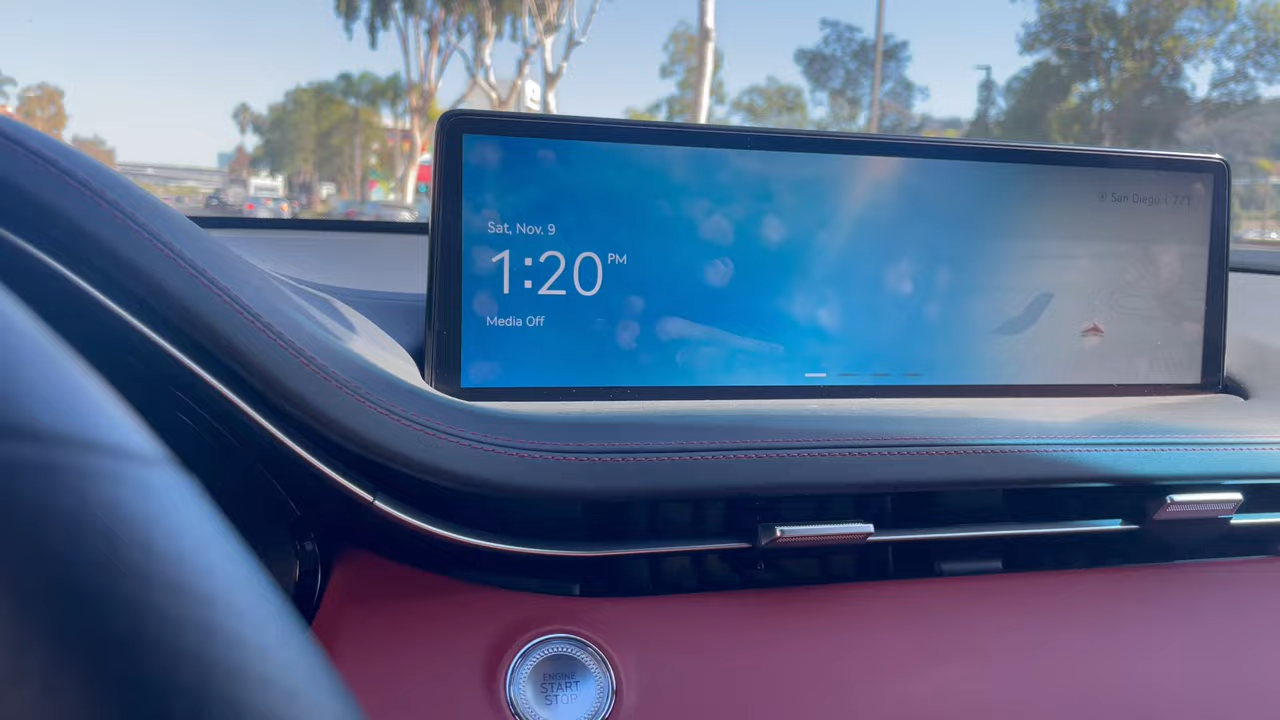 San Diego | 77°F
Sat, Nov. 9
1:20 PM
Media Off
ENGINE
START
STOP